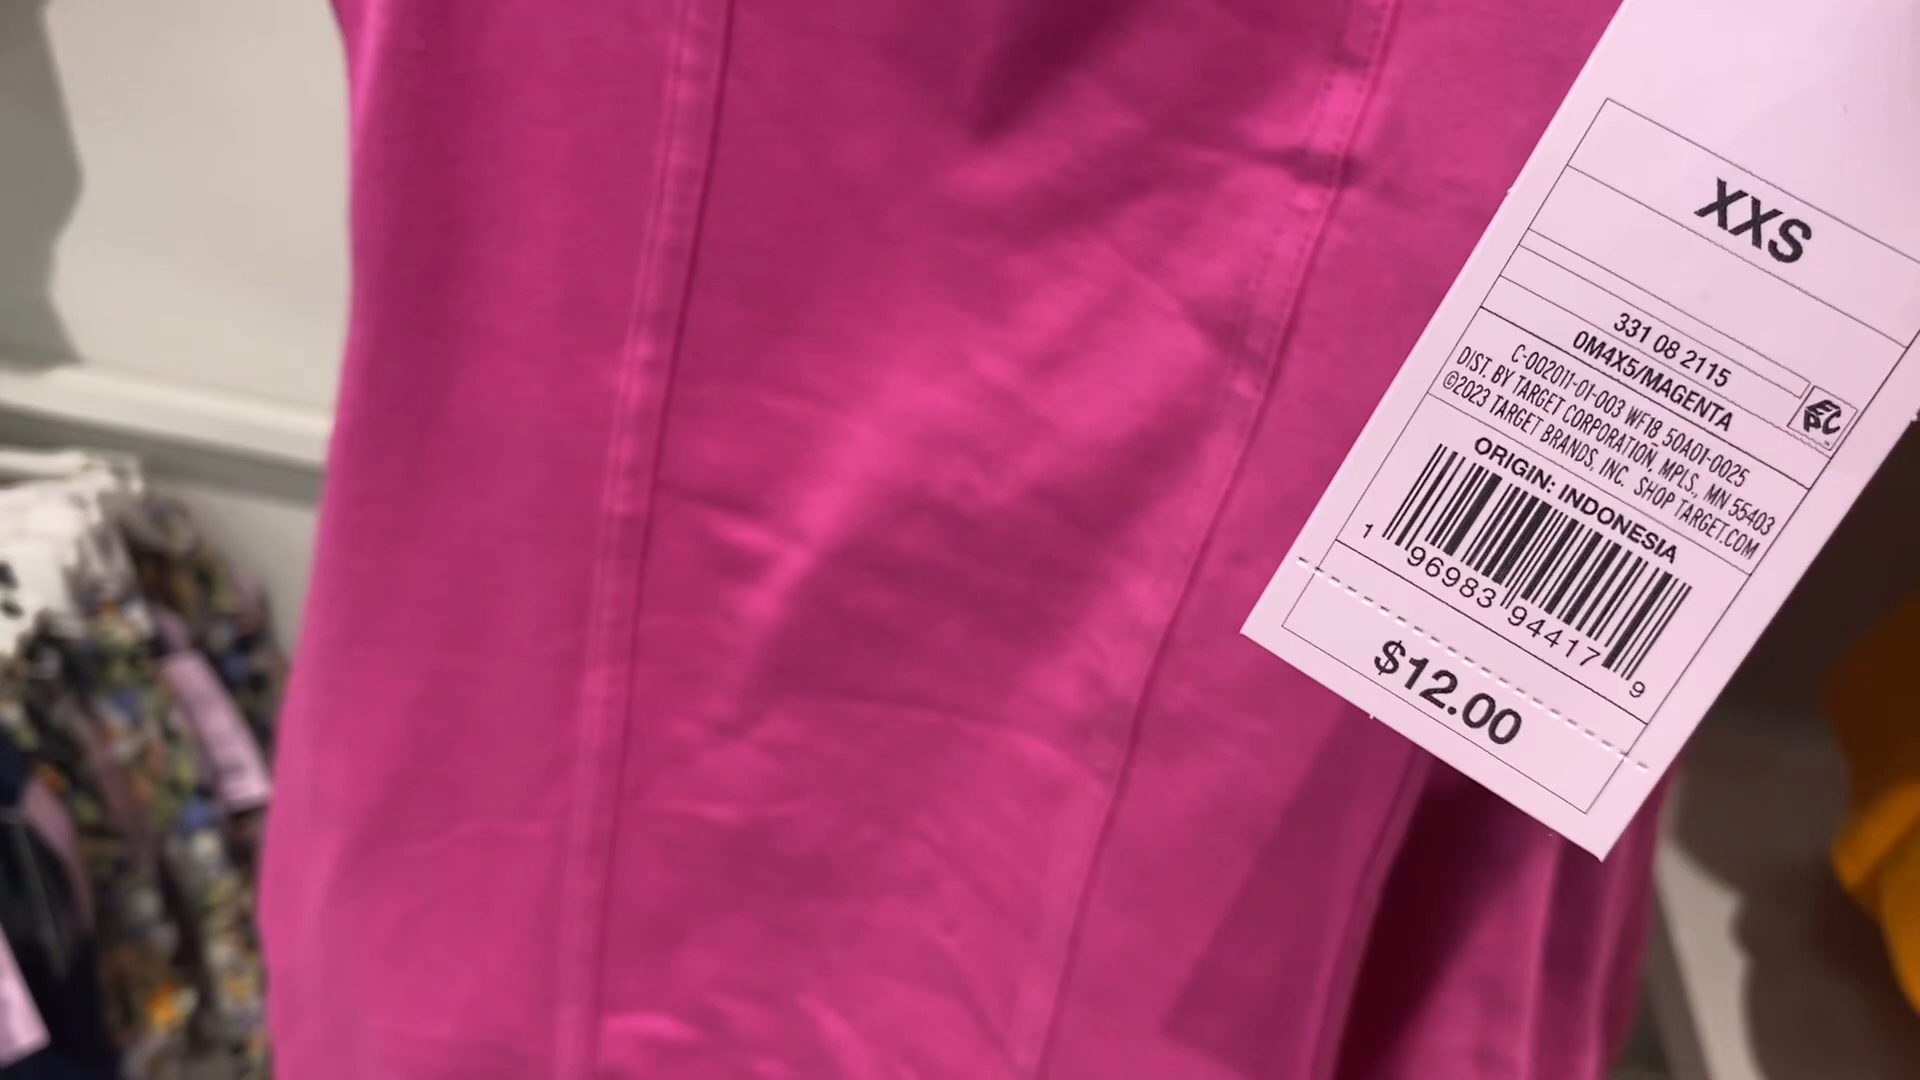 XXS
331 08 2115
0M4X5/MAGENTA
C-002011-01-003 WF18 50A01-0025
DIST. BY TARGET CORPORATION, MPLS., MN 55403
©2023 TARGET BRANDS, INC. SHOP TARGET.COM
ORIGIN: INDONESIA
1 96983 94417 9
$12.00